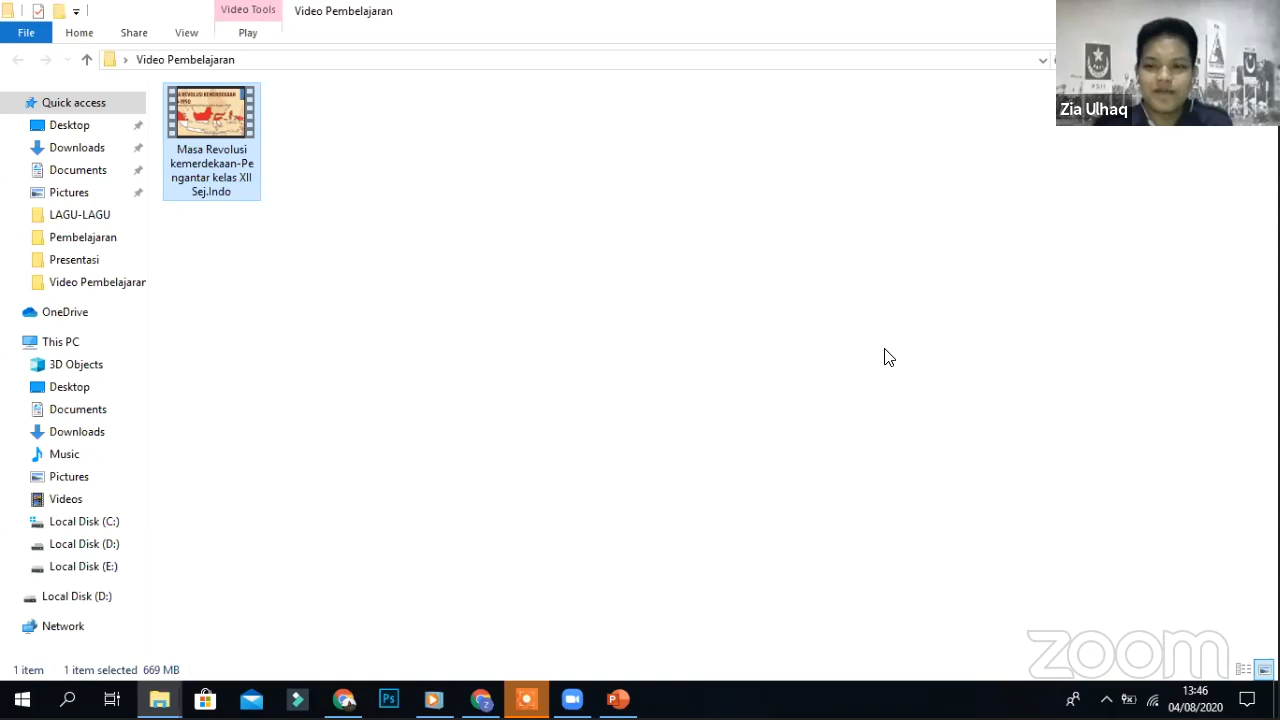 Video Tools
Video Pembelajaran
File
Home
Share
View
Play
Video Pembelajaran
Zia Ulhaq
Quick access
Desktop
Downloads
Documents
Pictures
LAGU-LAGU
Pembelajaran
Presentasi
Video Pembelajaran
OneDrive
This PC
3D Objects
Desktop
Documents
Downloads
Music
Pictures
Videos
Local Disk (C:)
Local Disk (D:)
Local Disk (E:)
Local Disk (D:)
Network
Masa Revolusi
kemerdekaan-Pe
ngantar kelas XII
Sej.Indo
1 item
1 item selected
669 MB
zoom
Ps
13:46
04/08/2020